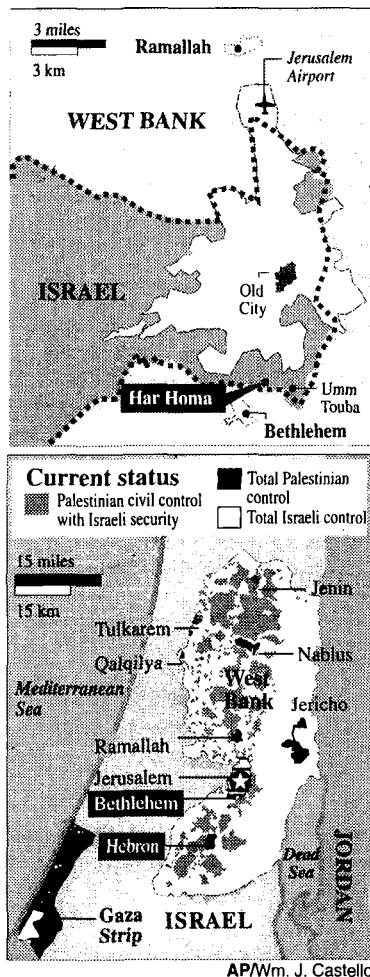 3 miles
3 km
Ramallah
Jerusalem
Airport
WEST BANK
ISRAEL
Old
City
Har Homa
Umm
Touba
Bethlehem
Current status
Palestinian civil control
with Israeli security
Total Palestinian
control
Total Israeli control
15 miles
15 km
Jenin
Tulkarem
Nablus
Qalqilya
West
Bank
Mediterranean
Sea
Jericho
Ramallah
Jerusalem
Bethlehem
Hebron
Dead
Sea
JORDAN
Gaza
Strip
ISRAEL
AP/Wm. J. Castello